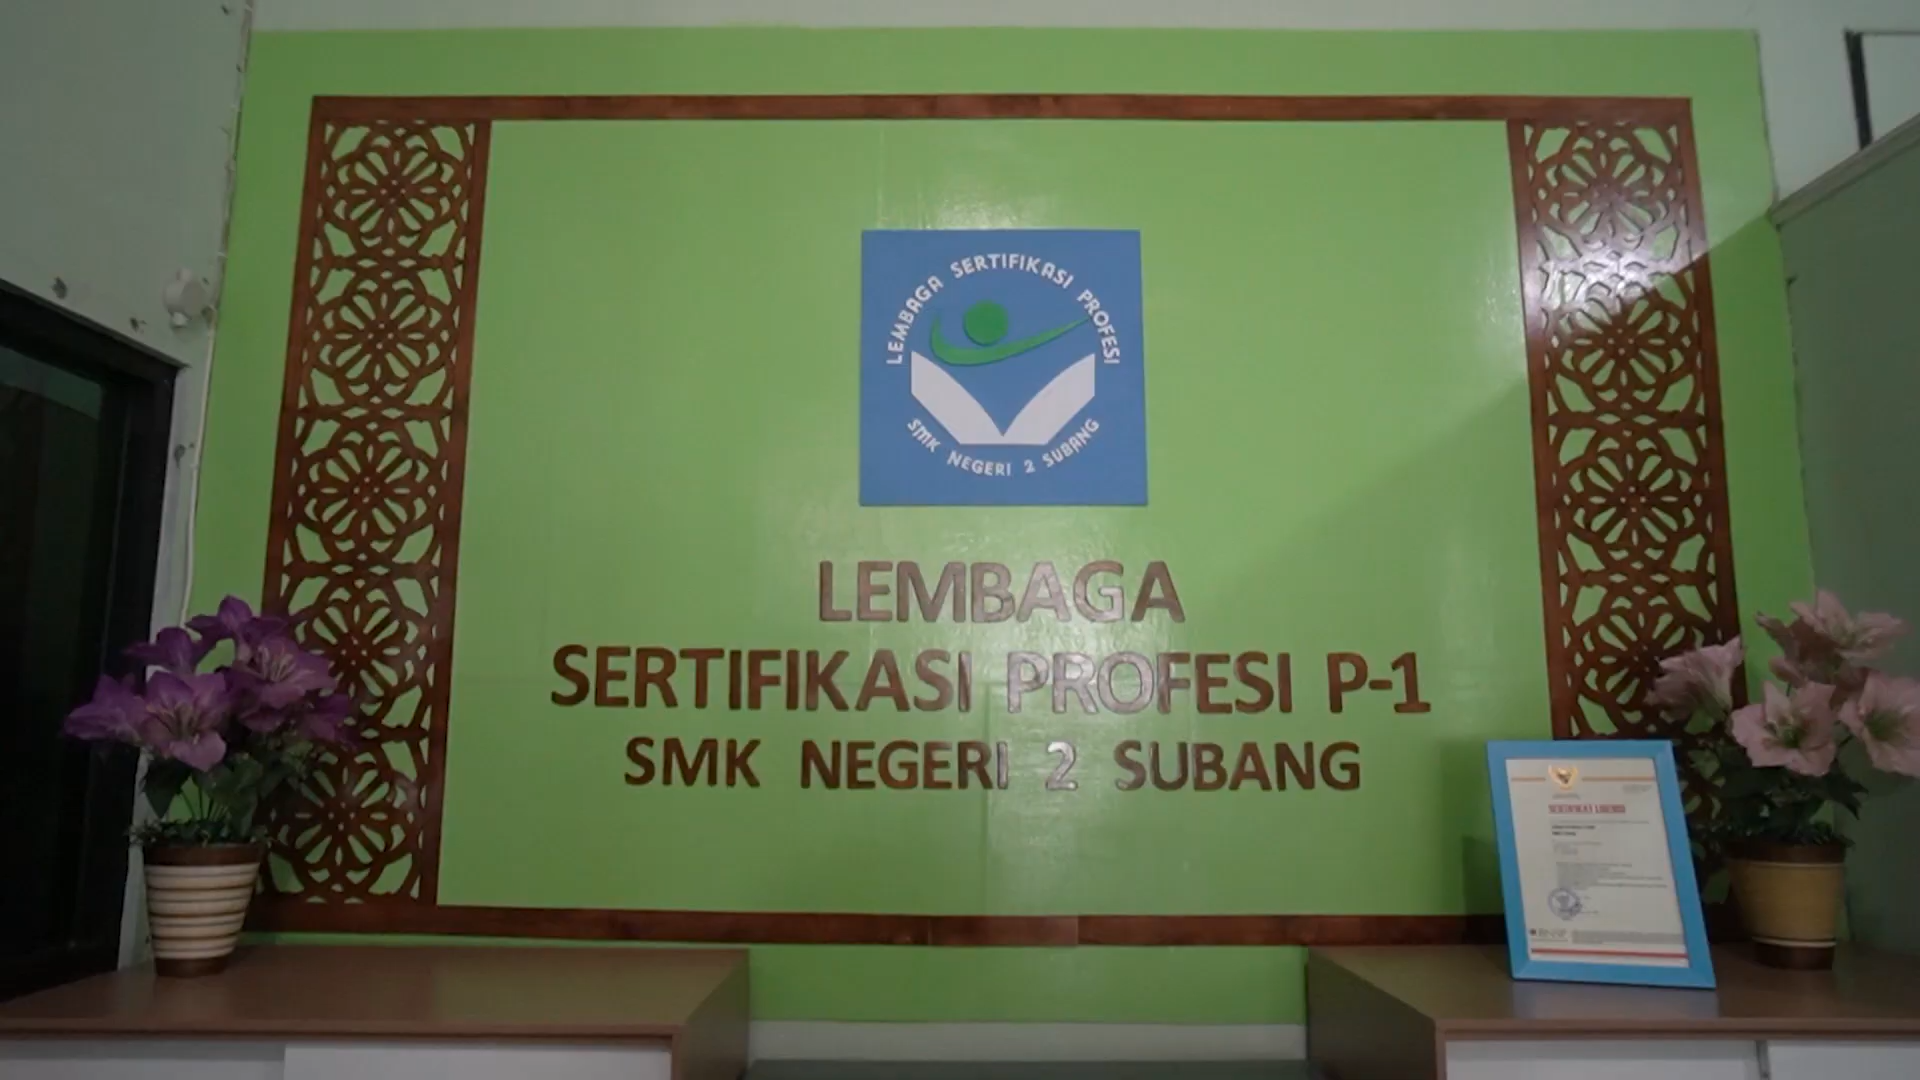 LEMBAGA SERTIFIKASI PROFESI
SMK NEGERI 2 SUBANG
LEMBAGA
SERTIFIKASI PROFESI P-1
SMK NEGERI 2 SUBANG
SERTIFIKAT LISENSI